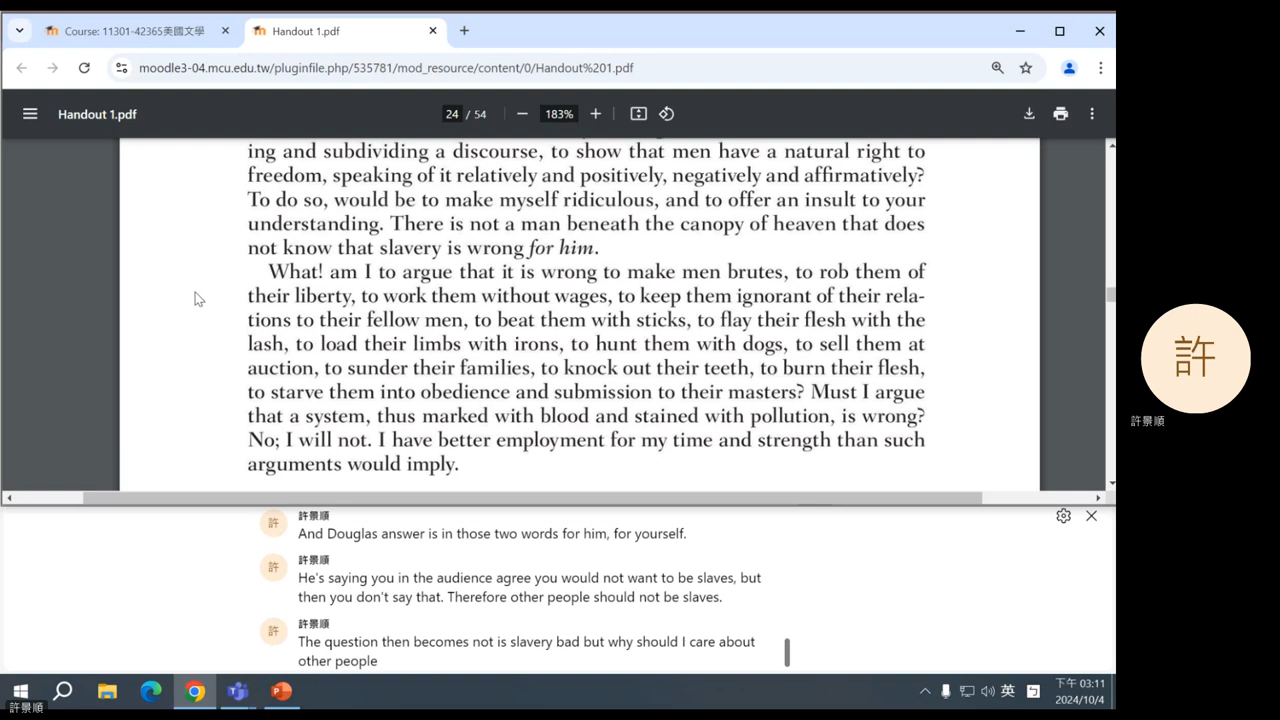 Course: 11301-42365美國文學
Handout 1.pdf
moodle3-04.mcu.edu.tw/pluginfile.php/535781/mod_resource/content/0/Handout%201.pdf
Handout 1.pdf
24 / 54
183%
ing and subdividing a discourse, to show that men have a natural right to
freedom, speaking of it relatively and positively, negatively and affirmatively?
To do so, would be to make myself ridiculous, and to offer an insult to your
understanding. There is not a man beneath the canopy of heaven that does
not know that slavery is wrong for him.
What! am I to argue that it is wrong to make men brutes, to rob them of
their liberty, to work them without wages, to keep them ignorant of their rela-
tions to their fellow men, to beat them with sticks, to flay their flesh with the
lash, to load their limbs with irons, to hunt them with dogs, to sell them at
auction, to sunder their families, to knock out their teeth, to burn their flesh,
to starve them into obedience and submission to their masters? Must I argue
that a system, thus marked with blood and stained with pollution, is wrong?
No; I will not. I have better employment for my time and strength than such
arguments would imply.
許
許景順
許
許景順
And Douglas answer is in those two words for him, for yourself.
許
許景順
He's saying you in the audience agree you would not want to be slaves, but
then you don't say that. Therefore other people should not be slaves.
許
許景順
The question then becomes not is slavery bad but why should I care about
other people
英
ㄅ
下午 03:11
2024/10/4
許景順